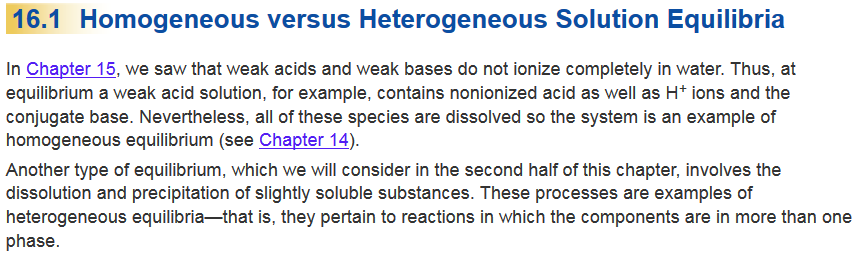 16.1 Homogeneous versus Heterogeneous Solution Equilibria
In Chapter 15, we saw that weak acids and weak bases do not ionize completely in water. Thus, at
equilibrium a weak acid solution, for example, contains nonionized acid as well as H⁺ ions and the
conjugate base. Nevertheless, all of these species are dissolved so the system is an example of
homogeneous equilibrium (see Chapter 14).
Another type of equilibrium, which we will consider in the second half of this chapter, involves the
dissolution and precipitation of slightly soluble substances. These processes are examples of
heterogeneous equilibria—that is, they pertain to reactions in which the components are in more than one
phase.